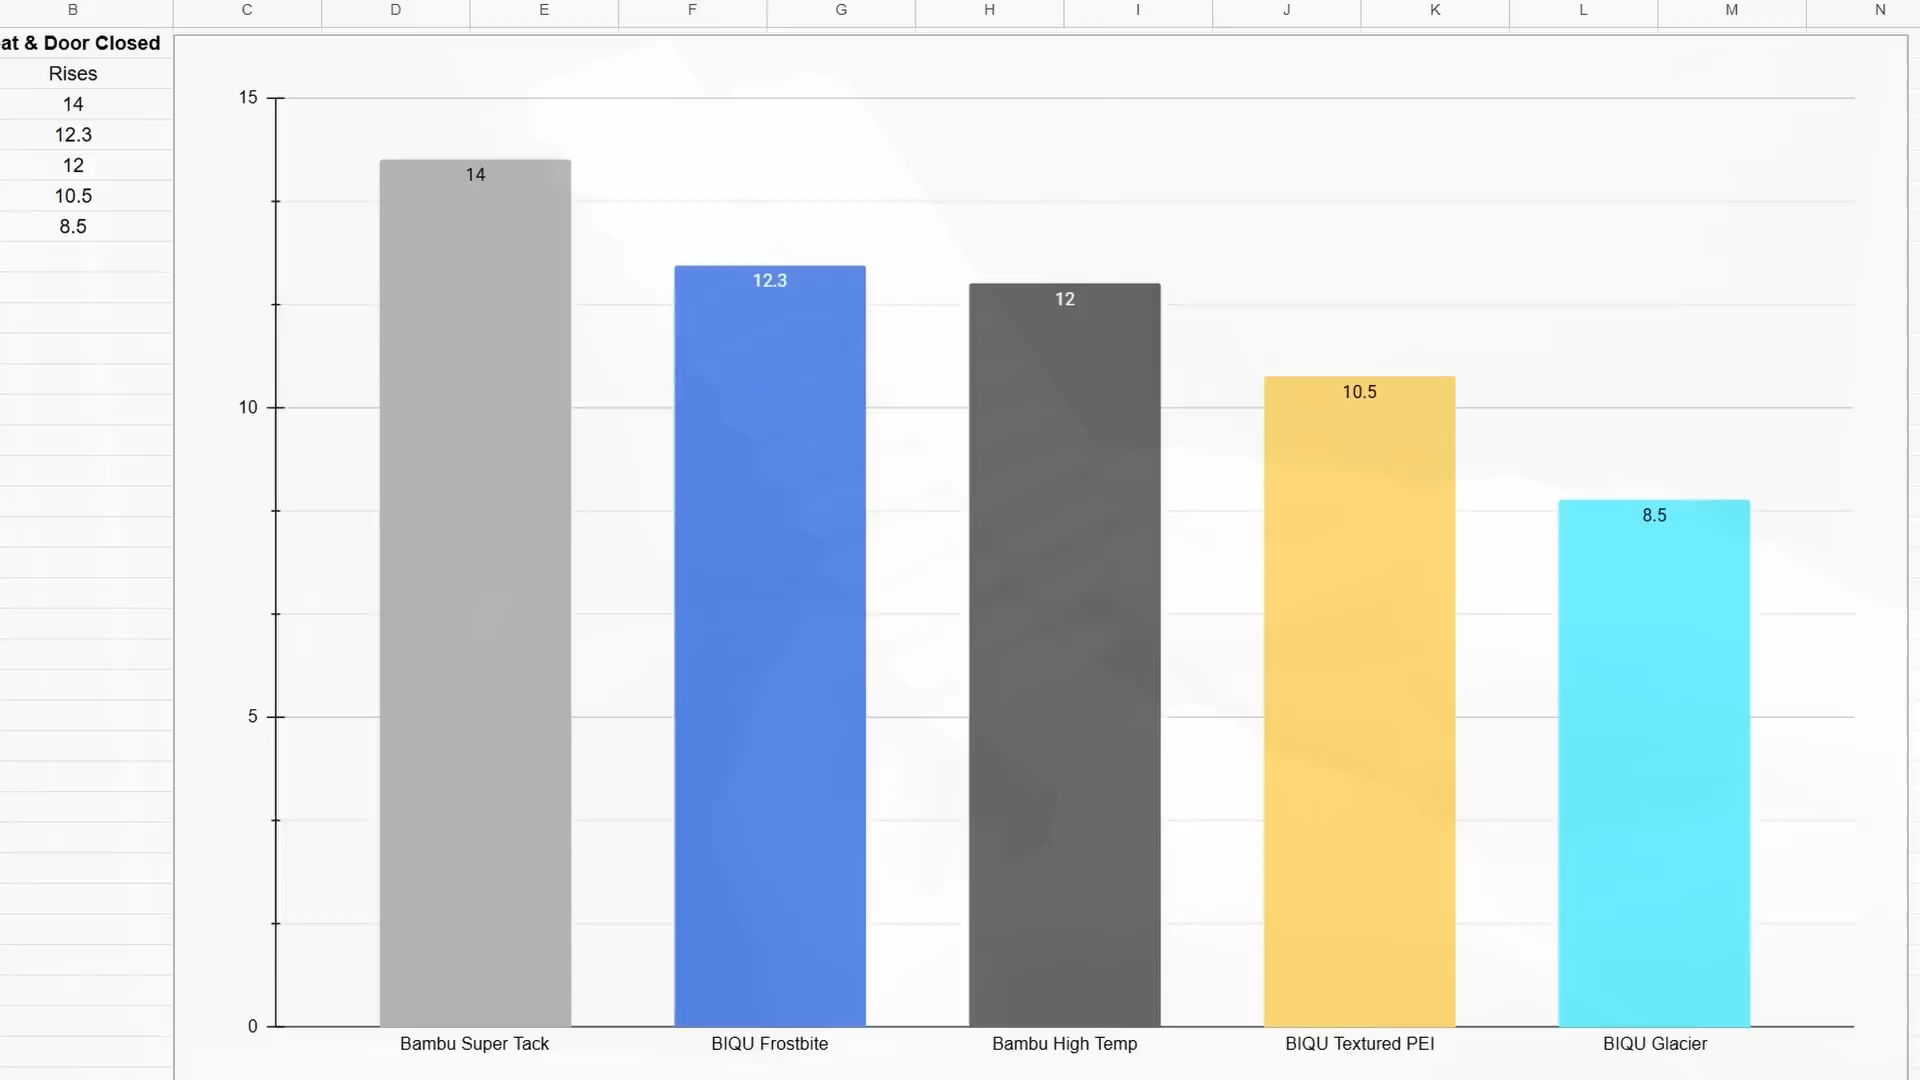 B C D E F G H I J K L M N
at & Door Closed
Rises
14
12.3
12
10.5
8.5
15
10
5
0
14
12.3
12
10.5
8.5
Bambu Super Tack
BIQU Frostbite
Bambu High Temp
BIQU Textured PEI
BIQU Glacier